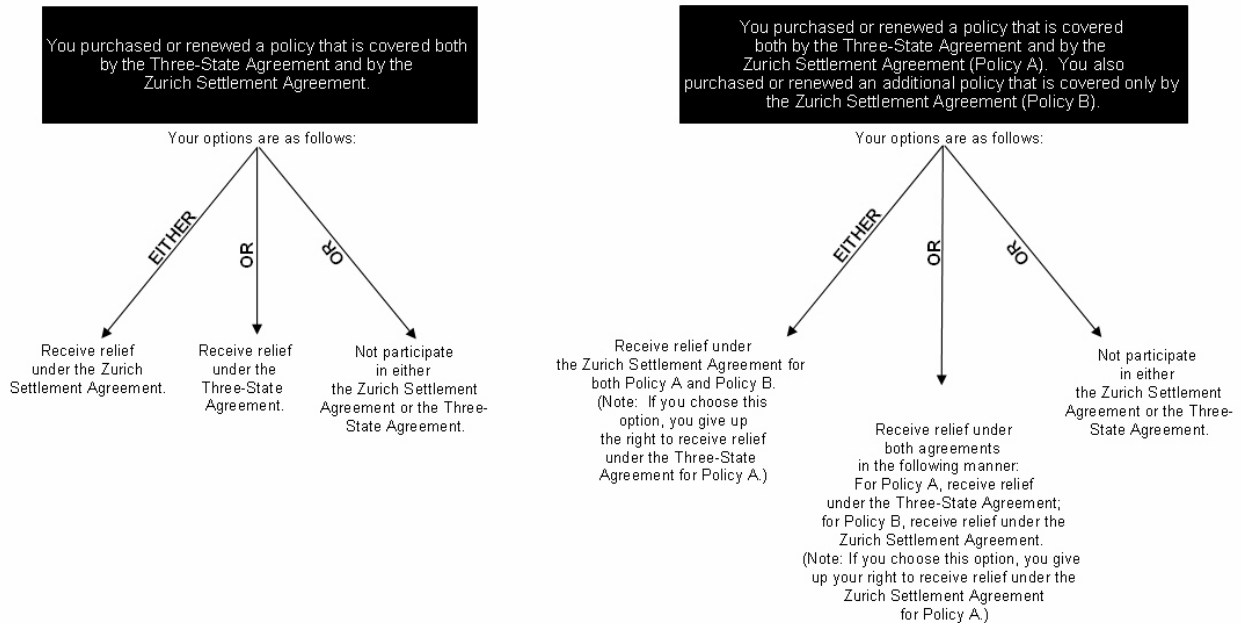 You purchased or renewed a policy that is covered both
by the Three-State Agreement and by the
Zurich Settlement Agreement.
Your options are as follows:
EITHER
OR
OR
Receive relief
under the Zurich
Settlement Agreement.
Receive relief
under the
Three-State
Agreement.
Not participate
in either
the Zurich Settlement
Agreement or the Three-
State Agreement.
You purchased or renewed a policy that is covered
both by the Three-State Agreement and by the
Zurich Settlement Agreement (Policy A).  You also
purchased or renewed an additional policy that is covered only by
the Zurich Settlement Agreement (Policy B).
Your options are as follows:
EITHER
OR
OR
Receive relief under
the Zurich Settlement Agreement for
both Policy A and Policy B.
(Note:  If you choose this
option, you give up
the right to receive relief
under the Three-State
Agreement for Policy A.)
Receive relief under
both agreements
in the following manner:
For Policy A, receive relief
under the Three-State Agreement;
for Policy B, receive relief under the
Zurich Settlement Agreement.
(Note: If you choose this option, you give
up your right to receive relief under the
Zurich Settlement Agreement
for Policy A.)
Not participate
in either
the Zurich Settlement
Agreement or the Three-
State Agreement.